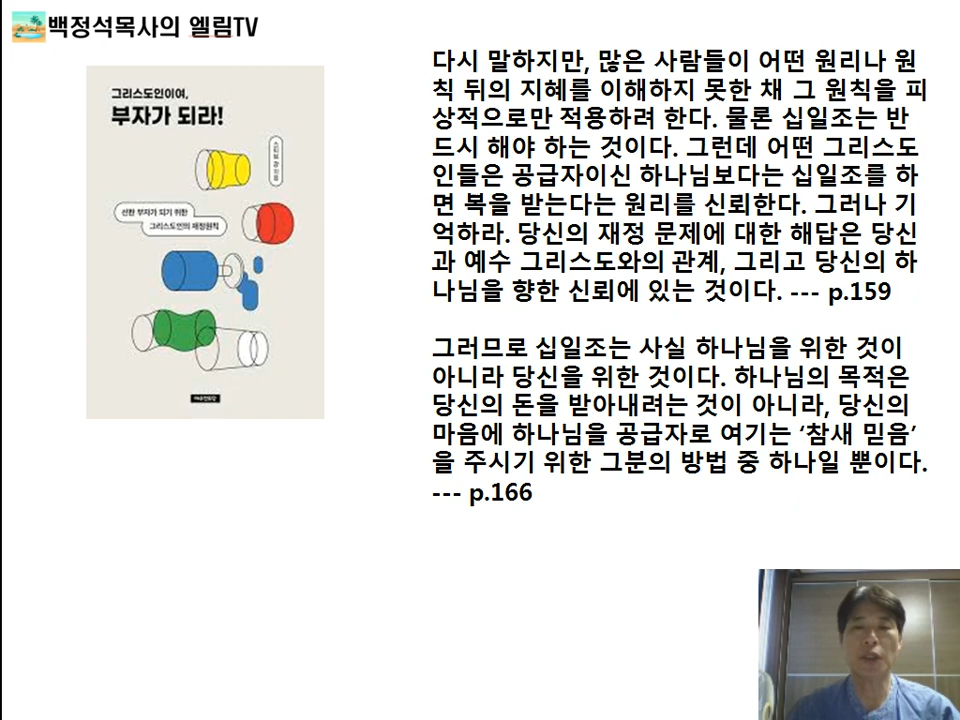 백정석목사의 엘림TV
그리스도인이여,
부자가 되라!
선한 부자가 되기 위한
그리스도인의 재정원칙
다시 말하지만, 많은 사람들이 어떤 원리나 원
칙 뒤의 지혜를 이해하지 못한 채 그 원칙을 피
상적으로만 적용하려 한다. 물론 십일조는 반
드시 해야 하는 것이다. 그런데 어떤 그리스도
인들은 공급자이신 하나님보다는 십일조를 하
면 복을 받는다는 원리를 신뢰한다. 그러나 기
억하라. 당신의 재정 문제에 대한 해답은 당신
과 예수 그리스도와의 관계, 그리고 당신의 하
나님을 향한 신뢰에 있는 것이다. --- p.159
그러므로 십일조는 사실 하나님을 위한 것이
아니라 당신을 위한 것이다. 하나님의 목적은
당신의 돈을 받아내려는 것이 아니라, 당신의
마음에 하나님을 공급자로 여기는 ‘참새 믿음’
을 주시기 위한 그분의 방법 중 하나일 뿐이다.
--- p.166